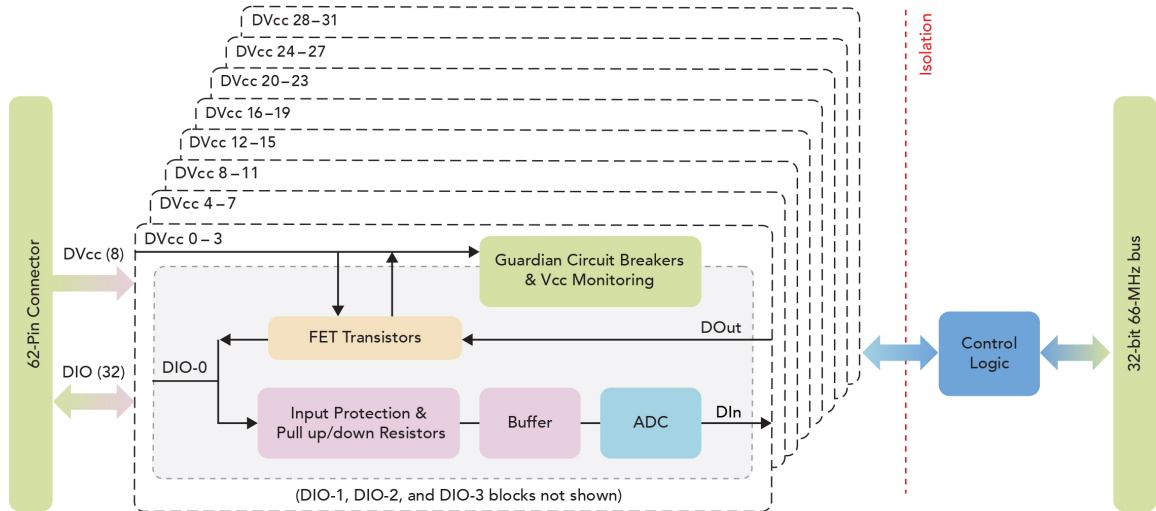 DVcc 28–31
DVcc 24–27
DVcc 20–23
DVcc 16–19
DVcc 12–15
DVcc 8–11
DVcc 4–7
DVcc 0–3
Isolation
62-Pin Connector
DVcc (8)
DIO (32)
Guardian Circuit Breakers
& Vcc Monitoring
FET Transistors
DOut
DIO-0
Input Protection &
Pull up/down Resistors
Buffer
ADC
DIn
(DIO-1, DIO-2, and DIO-3 blocks not shown)
Control
Logic
32-bit 66-MHz bus